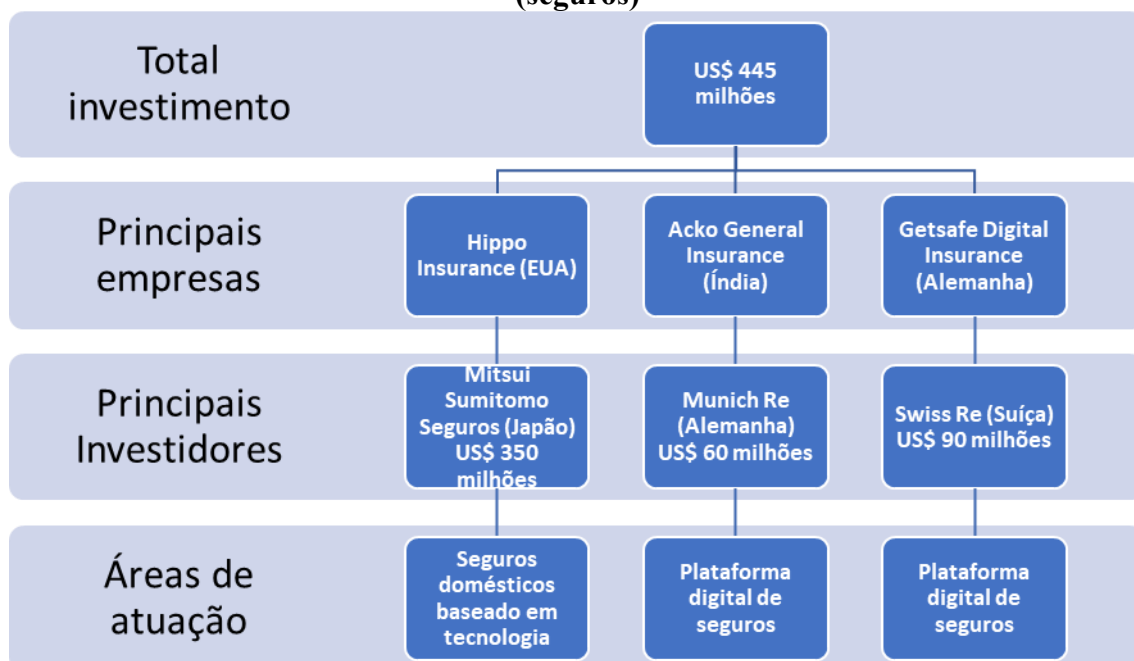 (seguros)
Total
investimento
US$ 445
milhões
Principais
empresas
Hippo
Insurance (EUA)
Acko General
Insurance
(Índia)
Getsafe Digital
Insurance
(Alemanha)
Principais
Investidores
Mitsui
Sumitomo
Seguros (Japão)
US$ 350
milhões
Munich Re
(Alemanha)
US$ 60 milhões
Swiss Re (Suíça)
US$ 90 milhões
Áreas de
atuação
Seguros
domésticos
baseado em
tecnologia
Plataforma
digital de
seguros
Plataforma
digital de
seguros